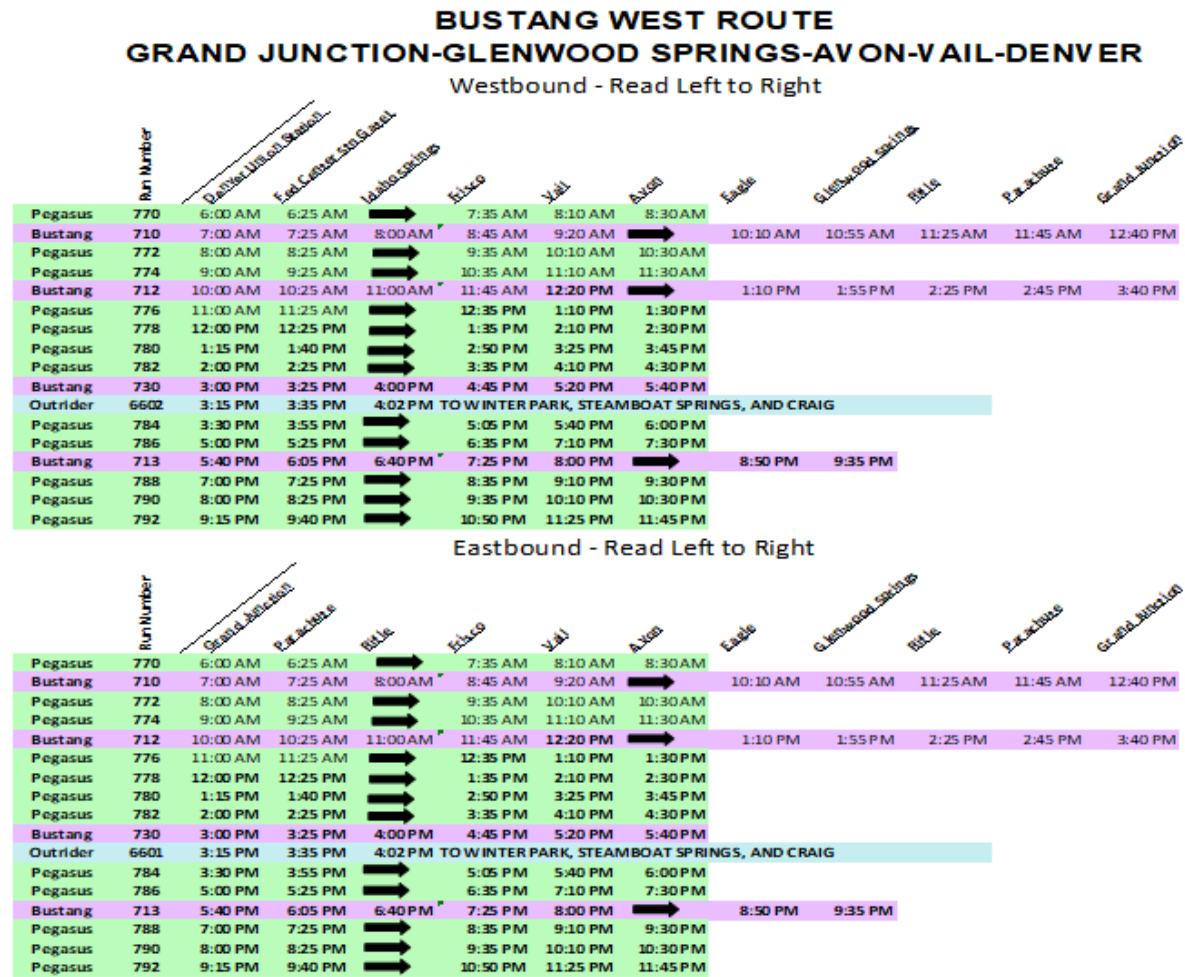 BUSTANG WEST ROUTE
GRAND JUNCTION-GLENWOOD SPRINGS-AVON-VAIL-DENVER
Westbound - Read Left to Right
Run Number Denver Union Station Fed Center Stn Gate L Idaho springs Frisco Vail Avon Eagle Glenwood Springs Rifle Parachute Grand Junction
Pegasus 770 6:00 AM 6:25 AM 7:35 AM 8:10 AM 8:30 AM
Bustang 710 7:00 AM 7:25 AM 8:00 AM 8:45 AM 9:20 AM 10:10 AM 10:55 AM 11:25 AM 11:45 AM 12:40 PM
Pegasus 772 8:00 AM 8:25 AM 9:35 AM 10:10 AM 10:30 AM
Pegasus 774 9:00 AM 9:25 AM 10:35 AM 11:10 AM 11:30 AM
Bustang 712 10:00 AM 10:25 AM 11:00 AM 11:45 AM 12:20 PM 1:10 PM 1:55 PM 2:25 PM 2:45 PM 3:40 PM
Pegasus 776 11:00 AM 11:25 AM 12:35 PM 1:10 PM 1:30 PM
Pegasus 778 12:00 PM 12:25 PM 1:35 PM 2:10 PM 2:30 PM
Pegasus 780 1:15 PM 1:40 PM 2:50 PM 3:25 PM 3:45 PM
Pegasus 782 2:00 PM 2:25 PM 3:35 PM 4:10 PM 4:30 PM
Bustang 730 3:00 PM 3:25 PM 4:00 PM 4:45 PM 5:20 PM 5:40 PM
Outrider 6602 3:15 PM 3:35 PM 4:02 PM TO WINTER PARK, STEAMBOAT SPRINGS, AND CRAIG
Pegasus 784 3:30 PM 3:55 PM 5:05 PM 5:40 PM 6:00 PM
Pegasus 786 5:00 PM 5:25 PM 6:35 PM 7:10 PM 7:30 PM
Bustang 713 5:40 PM 6:05 PM 6:40 PM 7:25 PM 8:00 PM 8:50 PM 9:35 PM
Pegasus 788 7:00 PM 7:25 PM 8:35 PM 9:10 PM 9:30 PM
Pegasus 790 8:00 PM 8:25 PM 9:35 PM 10:10 PM 10:30 PM
Pegasus 792 9:15 PM 9:40 PM 10:50 PM 11:25 PM 11:45 PM
Eastbound - Read Left to Right
Run Number Grand Junction Parachute Rifle Frisco Vail Avon Eagle Glenwood Springs Rifle Parachute Grand Junction
Pegasus 770 6:00 AM 6:25 AM 7:35 AM 8:10 AM 8:30 AM
Bustang 710 7:00 AM 7:25 AM 8:00 AM 8:45 AM 9:20 AM 10:10 AM 10:55 AM 11:25 AM 11:45 AM 12:40 PM
Pegasus 772 8:00 AM 8:25 AM 9:35 AM 10:10 AM 10:30 AM
Pegasus 774 9:00 AM 9:25 AM 10:35 AM 11:10 AM 11:30 AM
Bustang 712 10:00 AM 10:25 AM 11:00 AM 11:45 AM 12:20 PM 1:10 PM 1:55 PM 2:25 PM 2:45 PM 3:40 PM
Pegasus 776 11:00 AM 11:25 AM 12:35 PM 1:10 PM 1:30 PM
Pegasus 778 12:00 PM 12:25 PM 1:35 PM 2:10 PM 2:30 PM
Pegasus 780 1:15 PM 1:40 PM 2:50 PM 3:25 PM 3:45 PM
Pegasus 782 2:00 PM 2:25 PM 3:35 PM 4:10 PM 4:30 PM
Bustang 730 3:00 PM 3:25 PM 4:00 PM 4:45 PM 5:20 PM 5:40 PM
Outrider 6601 3:15 PM 3:35 PM 4:02 PM TO WINTER PARK, STEAMBOAT SPRINGS, AND CRAIG
Pegasus 784 3:30 PM 3:55 PM 5:05 PM 5:40 PM 6:00 PM
Pegasus 786 5:00 PM 5:25 PM 6:35 PM 7:10 PM 7:30 PM
Bustang 713 5:40 PM 6:05 PM 6:40 PM 7:25 PM 8:00 PM 8:50 PM 9:35 PM
Pegasus 788 7:00 PM 7:25 PM 8:35 PM 9:10 PM 9:30 PM
Pegasus 790 8:00 PM 8:25 PM 9:35 PM 10:10 PM 10:30 PM
Pegasus 792 9:15 PM 9:40 PM 10:50 PM 11:25 PM 11:45 PM